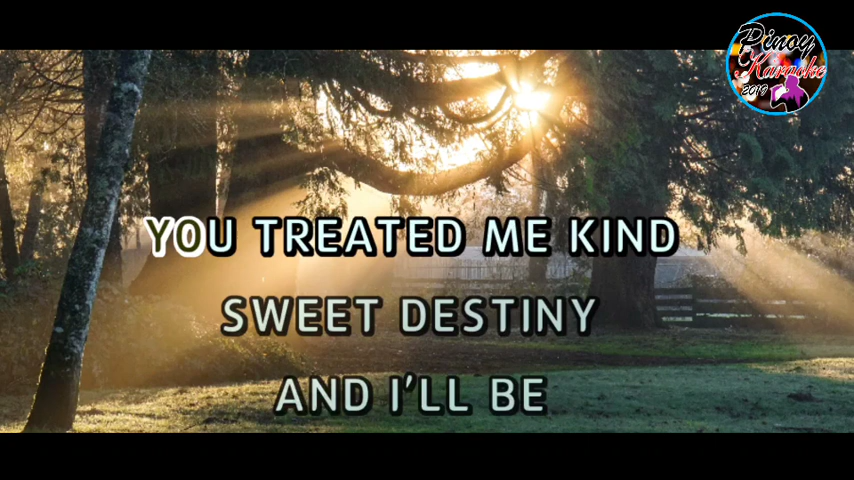 Pinoy
Karaoke
2019
YOU TREATED ME KIND
SWEET DESTINY
AND I'LL BE